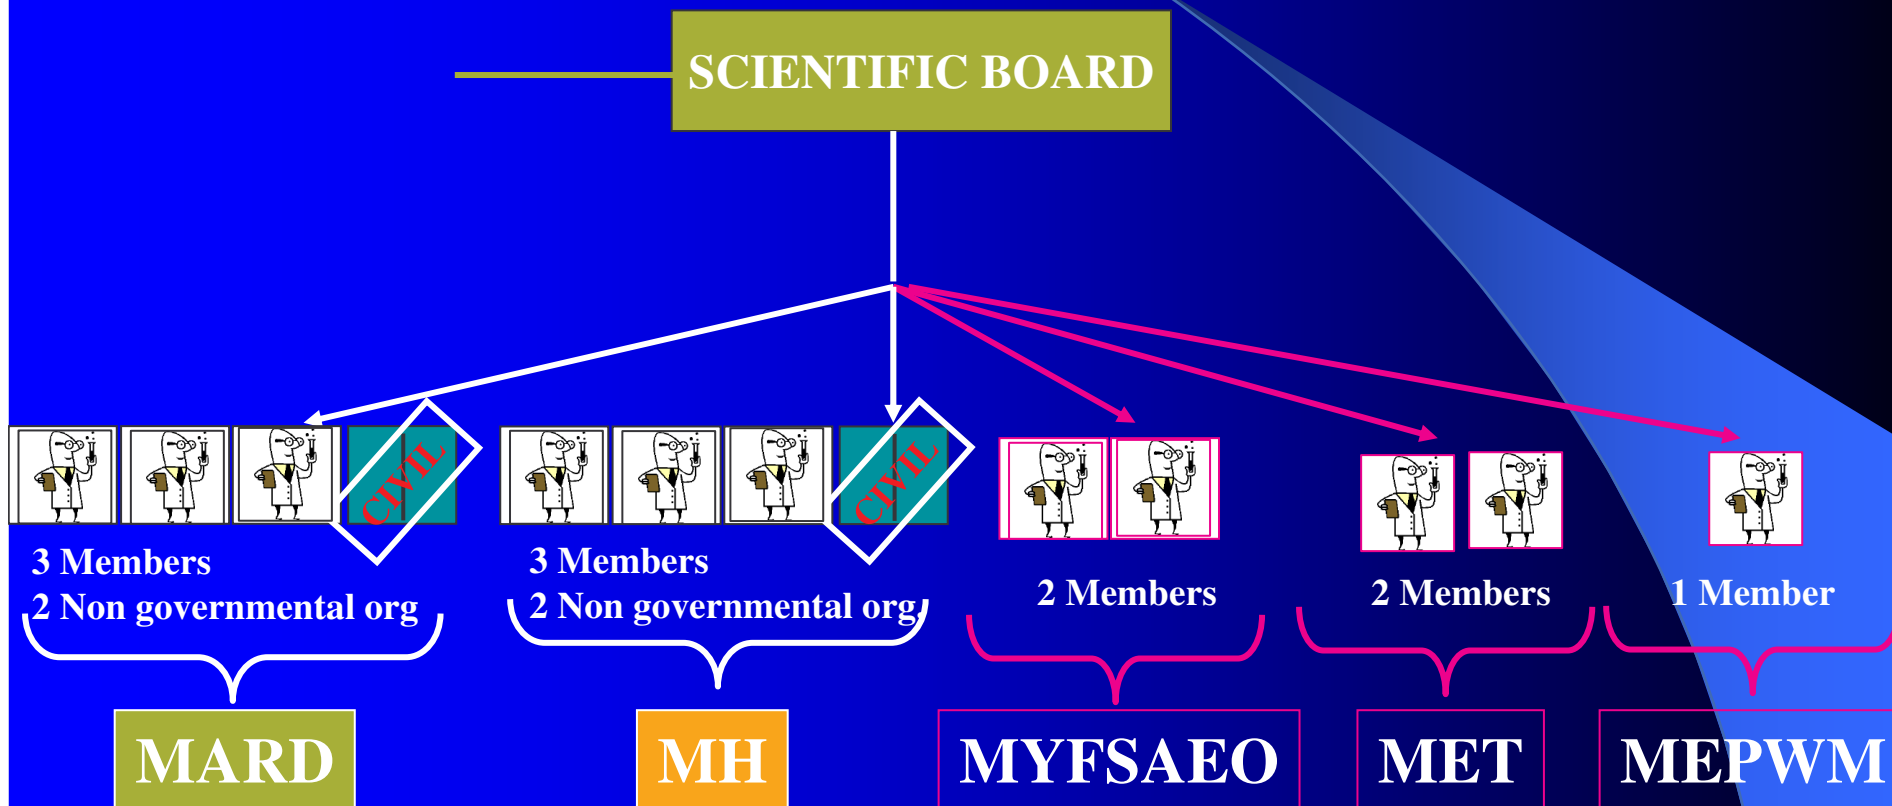 SCIENTIFIC BOARD
CIVIL
CIVIL
3 Members
2 Non governmental org
3 Members
2 Non governmental org.
2 Members
2 Members
1 Member
MARD
MH
MYFSAEO
MET
MEPWM